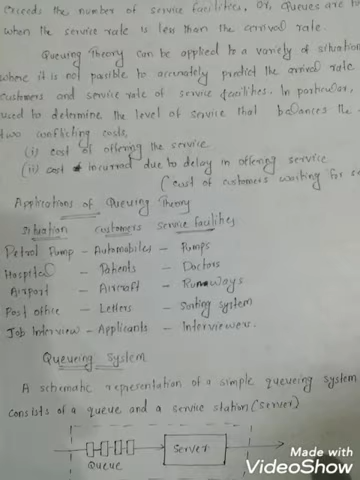 exceeds the number of service facilities. Or, Queues are
when the service rate is less than the arrival rate.
Queuing Theory can be applied to a variety of situation
where it is not possible to accurately predict the arrival rate
customers and service rate of service facilities. In particular,
used to determine the level of service that balances the
two conflicting costs,
(i) cost of offering the service
(ii) cost incurred due to delay in offering service
(cost of customers waiting for
Applications of Queuing Theory
Situation customers service facilities
Petrol Pump - Automobiles - Pumps
Hospital - Patients - Doctors
Airport - Aircraft - Runways
Post office - Letters - Sorting system
Job Interview - Applicants - Interviewers.
Queueing System
A schematic representation of a simple queueing system
consists of a queue and a service station (server)
Server
Queue
Made with
VideoShow